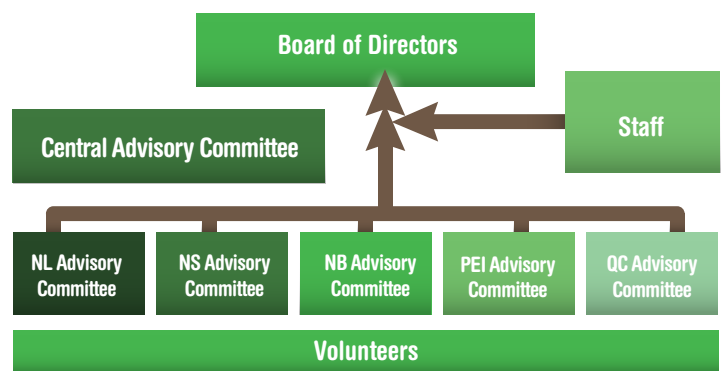 Board of Directors
Staff
Central Advisory Committee
NL Advisory
Committee
NS Advisory
Committee
NB Advisory
Committee
PEI Advisory
Committee
QC Advisory
Committee
Volunteers